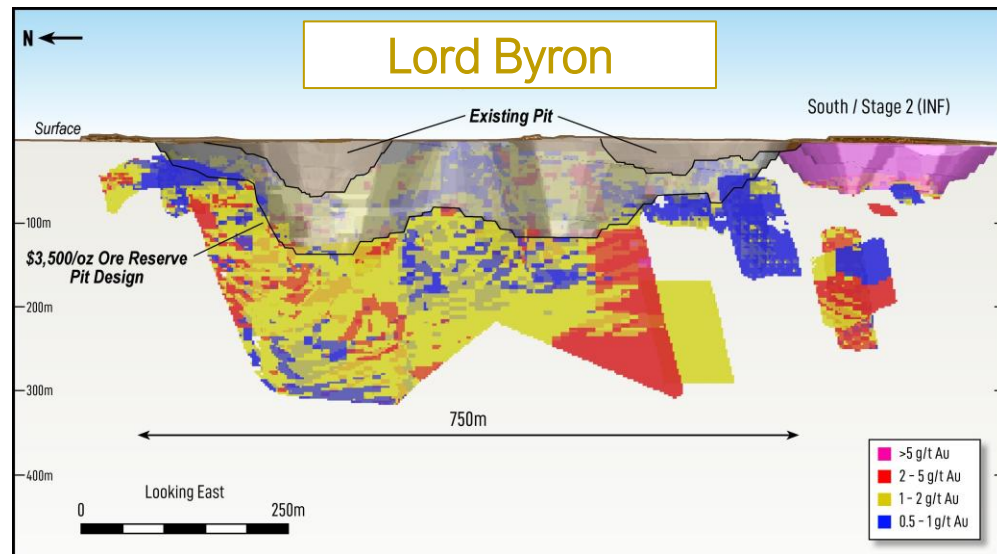 Lord Byron
N
Existing Pit
South / Stage 2 (INF)
Surface
100m
$3,500/oz Ore Reserve
Pit Design
200m
300m
750m
400m
Looking East
0
250m
>5 g/t Au
2 – 5 g/t Au
1 – 2 g/t Au
0.5 – 1 g/t Au